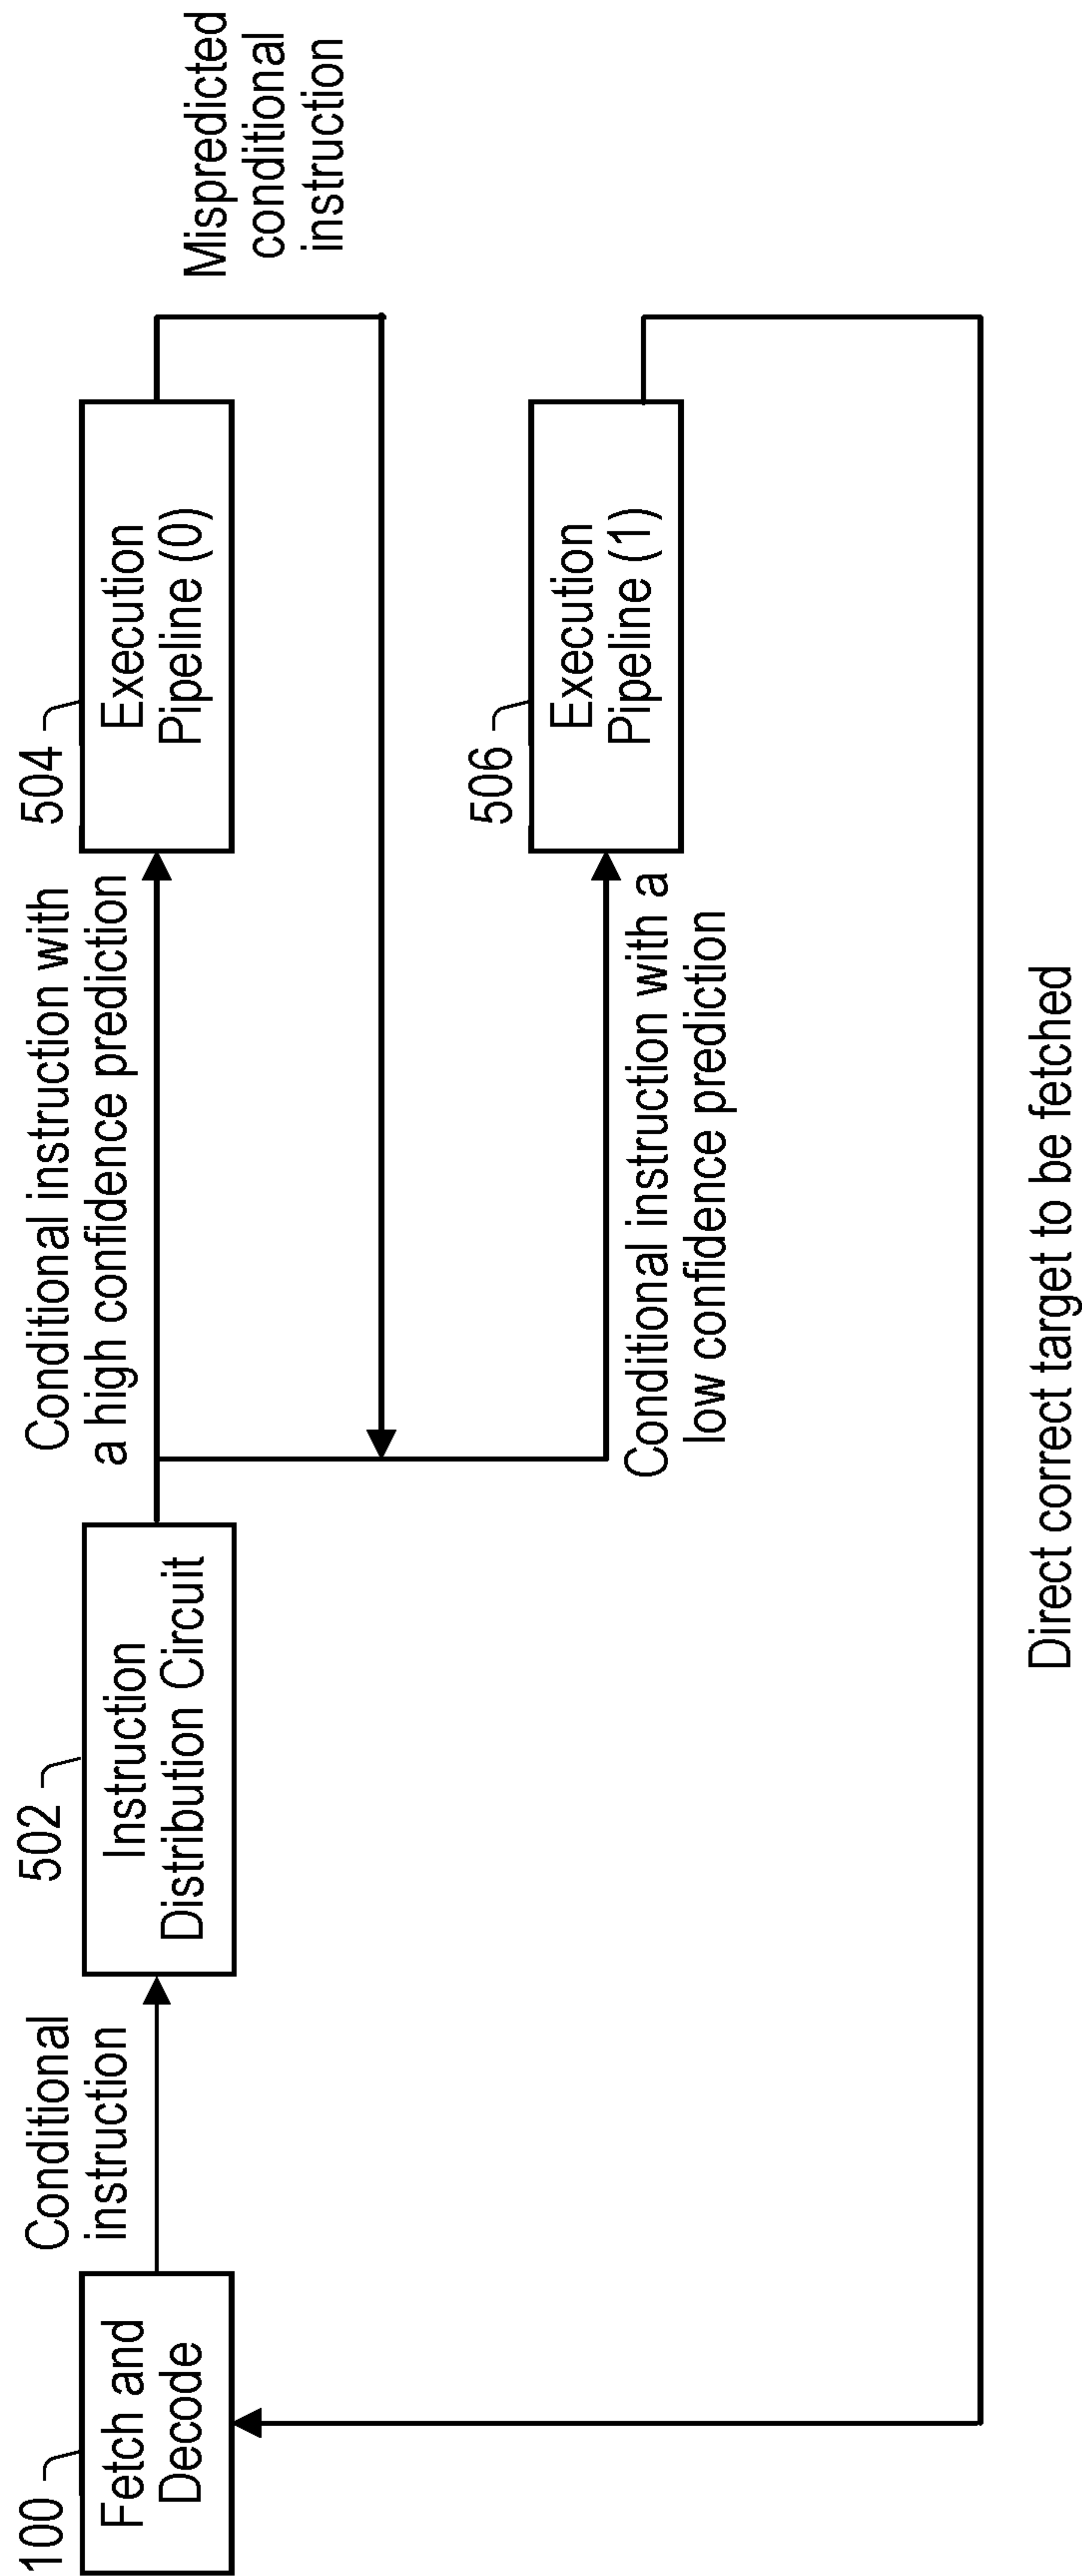 100
Fetch and
Decode
Conditional
instruction
502
Instruction
Distribution Circuit
Conditional instruction with
a high confidence prediction
504
Execution
Pipeline (0)
Mispredicted
conditional
instruction
Conditional instruction with a
low confidence prediction
506
Execution
Pipeline (1)
Direct correct target to be fetched